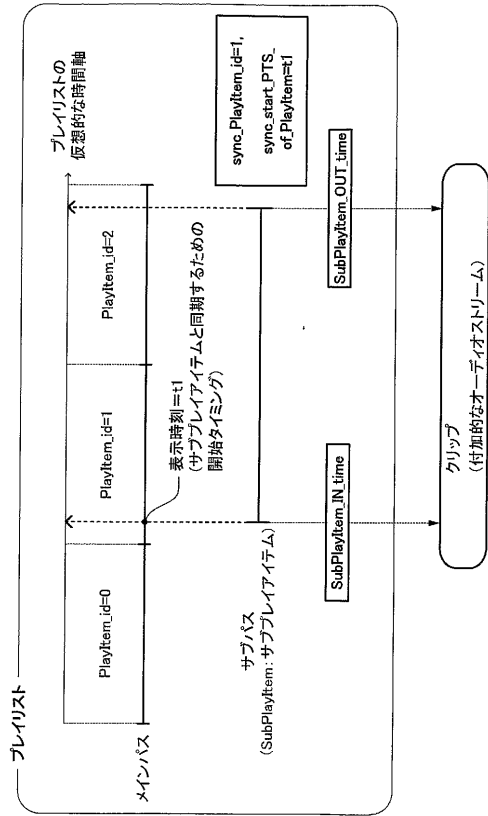 プレイリスト
プレイリストの
仮想的な時間軸
PlayItem_id=0
PlayItem_id=1
PlayItem_id=2
メインパス
表示時刻=t1
(サブプレイアイテムと同期するための
開始タイミング)
sync_PlayItem_id=1,
sync_start_PTS_
of_PlayItem=t1
サブパス
(SubPlayItem:サブプレイアイテム)
SubPlayItem_IN_time
SubPlayItem_OUT_time
クリップ
(付加的なオーディオストリーム)